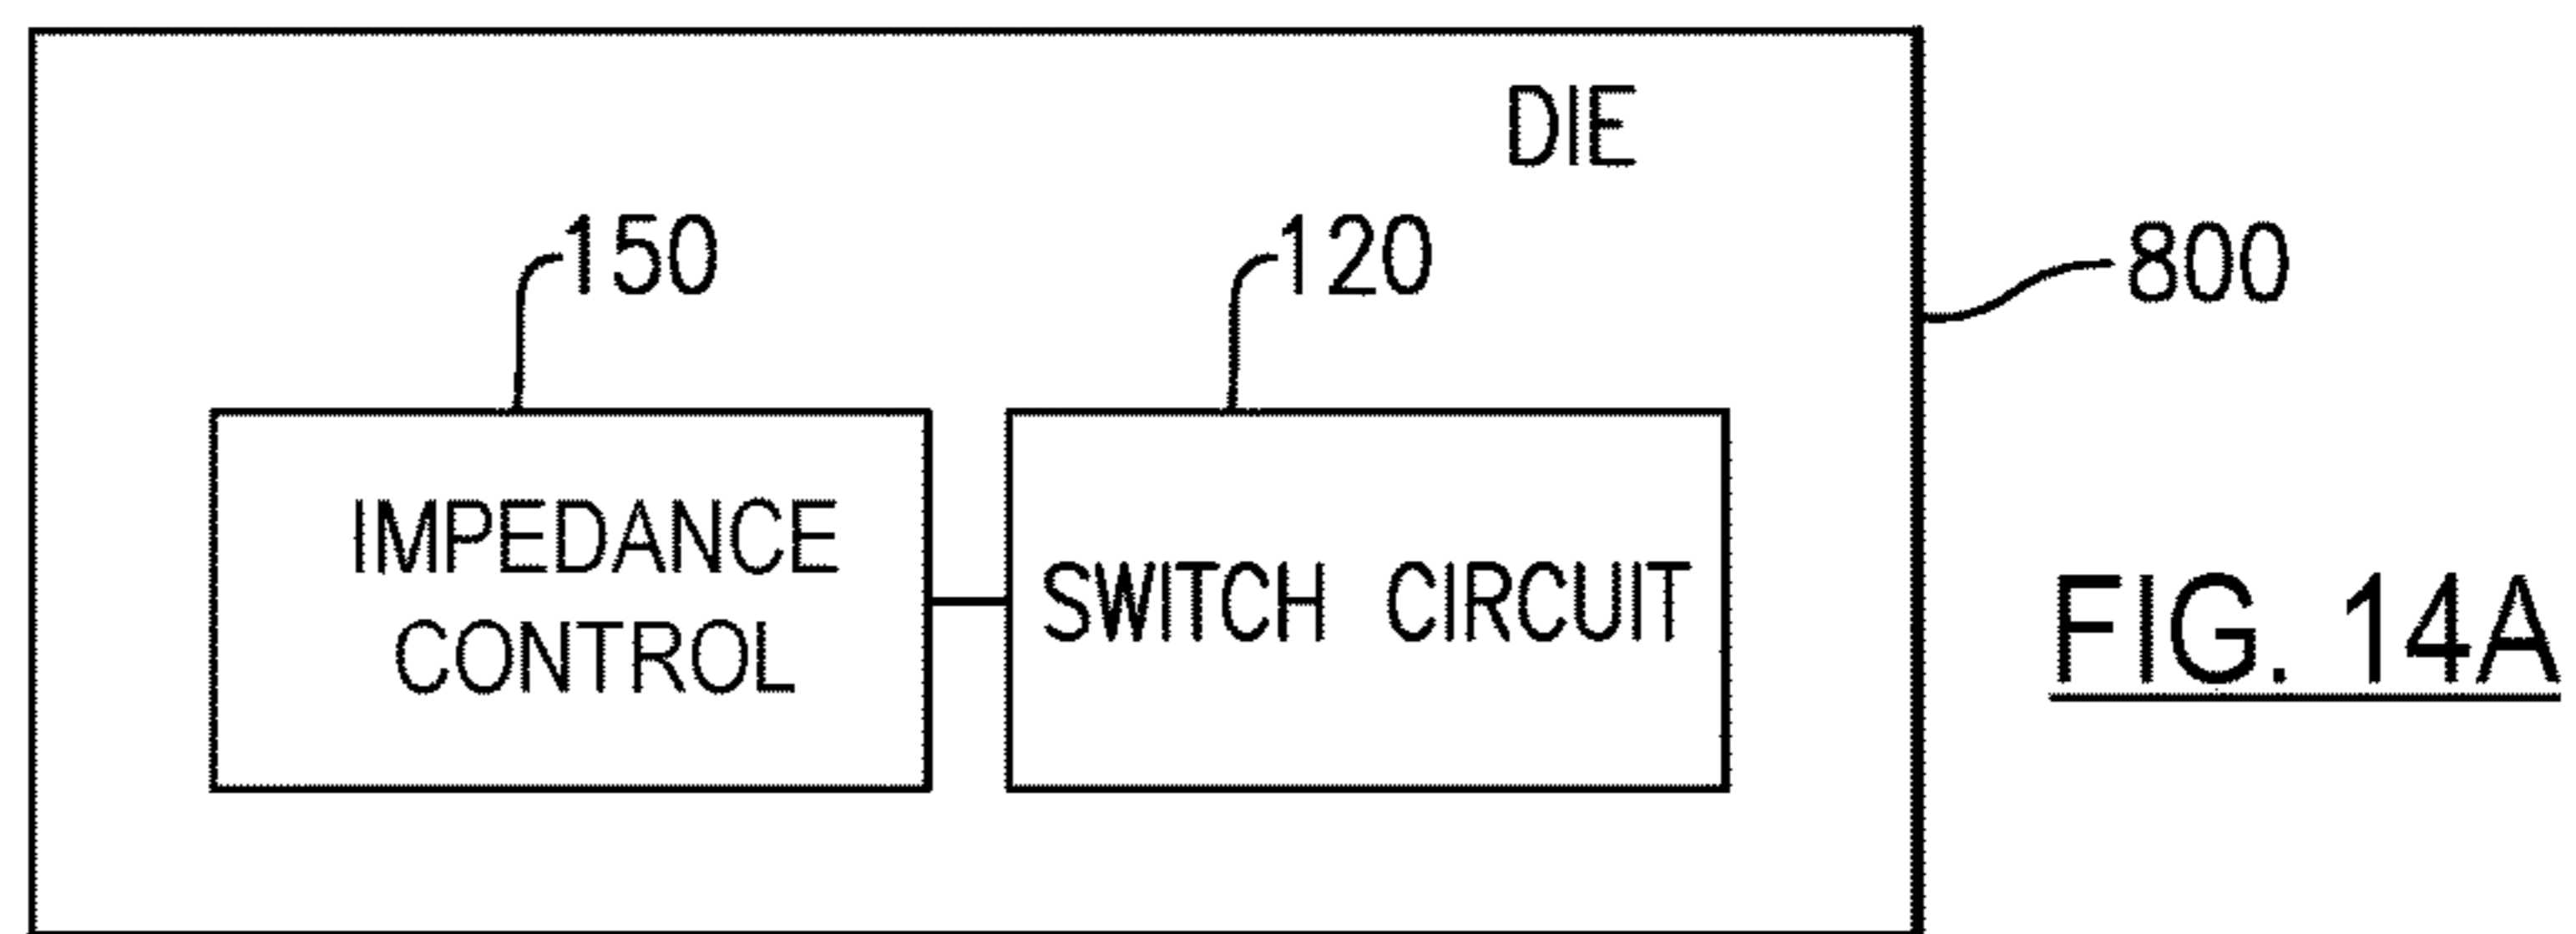 DIE
150
120
800
IMPEDANCE
CONTROL
SWITCH CIRCUIT
FIG. 14A